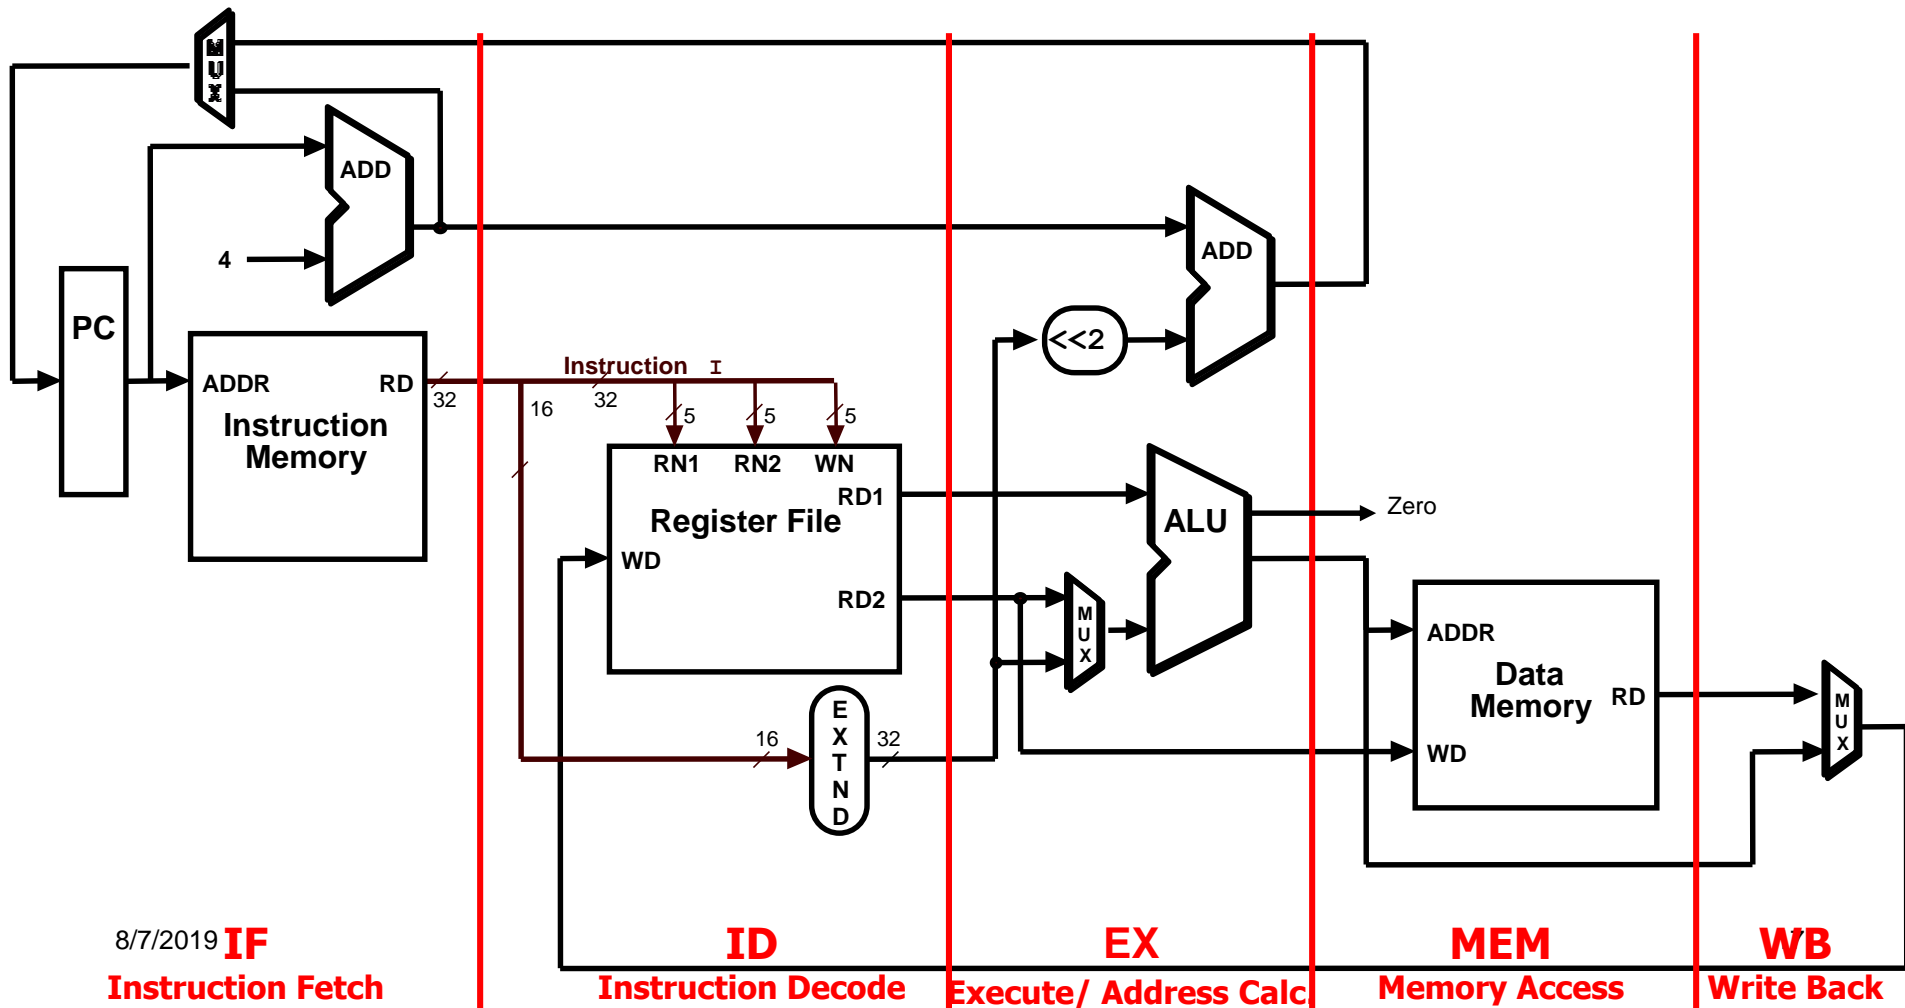 MUX
ADD
4
PC
ADDR
RD
32
Instruction
Memory
16
Instruction I
32
5
5
5
RN1
RN2
WN
RD1
Register File
WD
RD2
16
EXTND
32
<<2
ADD
ALU
Zero
MUX
ADDR
Data
Memory
RD
WD
MUX
8/7/2019
IF
Instruction Fetch
ID
Instruction Decode
EX
Execute/ Address Calc.
MEM
Memory Access
WB
Write Back